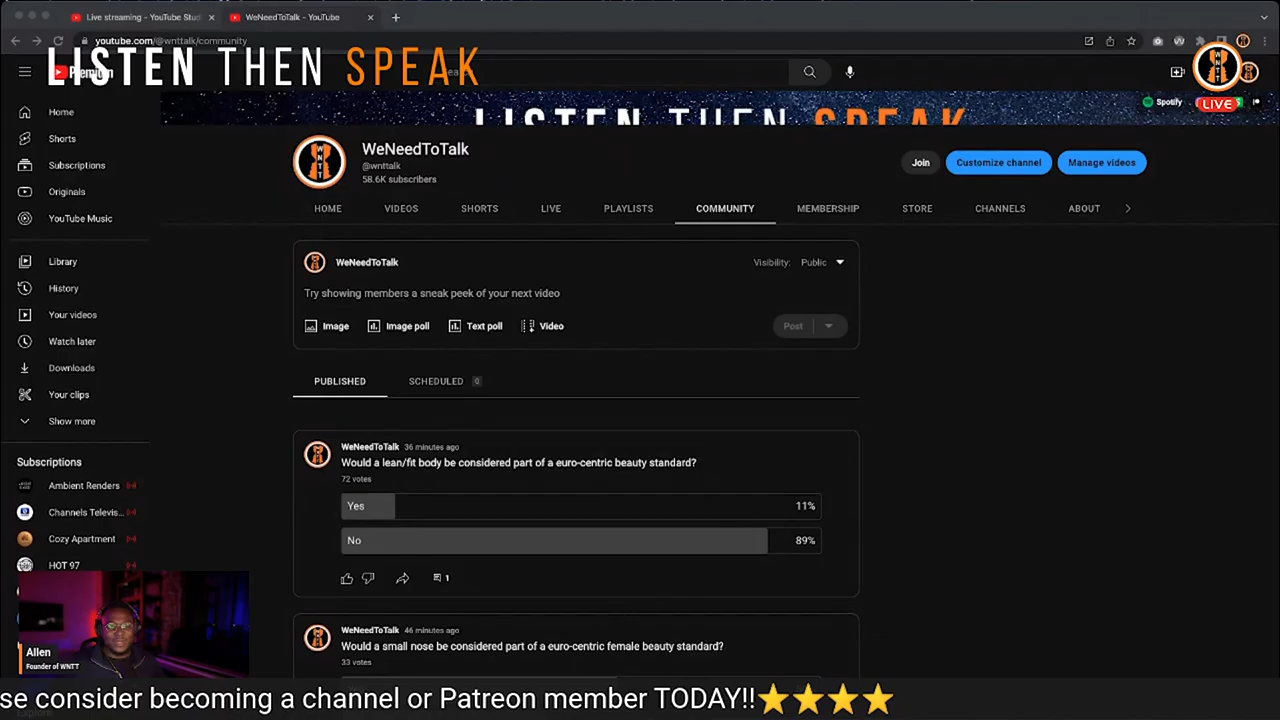 Live streaming - YouTube Stud
WeNeedToTalk - YouTube
youtube.com/@wnttalk/community
LISTEN THEN SPEAK
Premium
WNTT
LIVE
Spotify
LISTEN THEN SPEAK
Home
Shorts
Subscriptions
Originals
YouTube Music
Library
History
Your videos
Watch later
Downloads
Your clips
Show more
Subscriptions
Ambient Renders
Channels Televis...
Cozy Apartment
HOT 97
WNTT
WeNeedToTalk
@wnttalk
58.6K subscribers
Join
Customize channel
Manage videos
HOME VIDEOS SHORTS LIVE PLAYLISTS COMMUNITY MEMBERSHIP STORE CHANNELS ABOUT
WeNeedToTalk
Visibility: Public
Try showing members a sneak peek of your next video
Image Image poll Text poll Video
Post
PUBLISHED SCHEDULED 0
WeNeedToTalk 36 minutes ago
Would a lean/fit body be considered part of a euro-centric beauty standard?
72 votes
Yes 11%
No 89%
1
WeNeedToTalk 46 minutes ago
Would a small nose be considered part of a euro-centric female beauty standard?
33 votes
Allen
Founder of WNTT
se consider becoming a channel or Patreon member TODAY!!